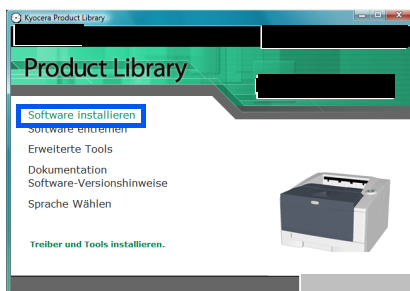 Kyocera Product Library
Product Library
Software installieren
Software entfernen
Erweiterte Tools
Dokumentation
Software-Versionshinweise
Sprache Wählen
Treiber und Tools installieren.